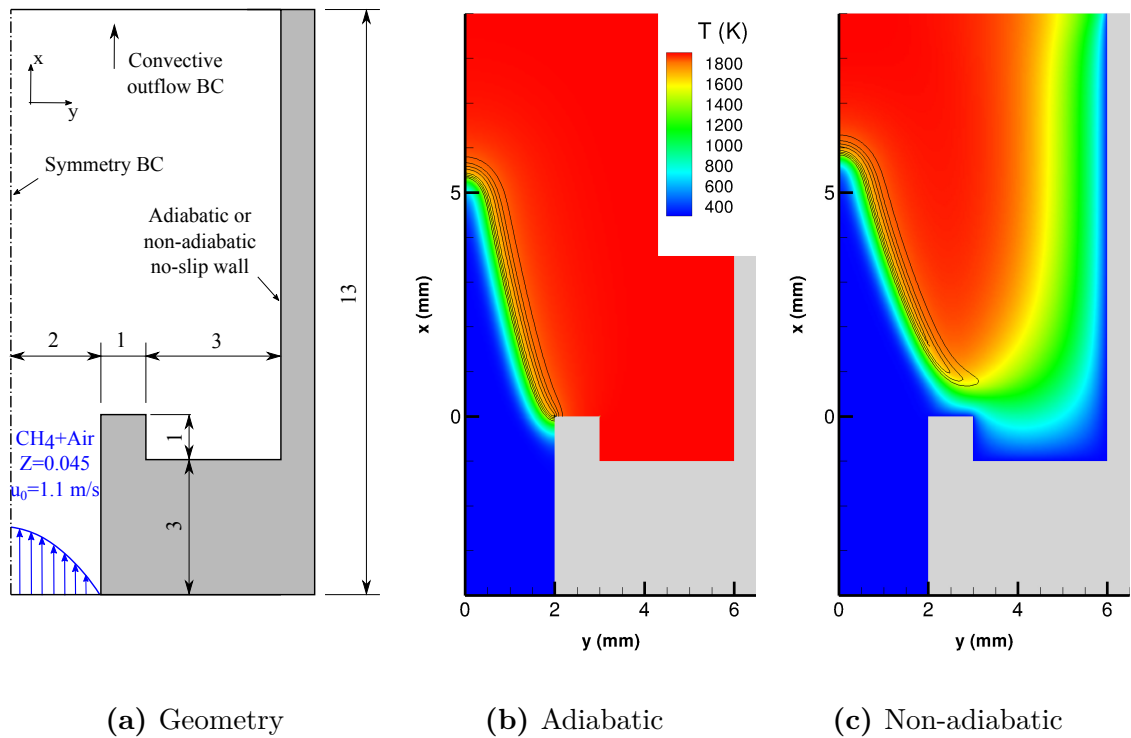 x
y
Convective
outflow BC
Symmetry BC
Adiabatic or
non-adiabatic
no-slip wall
13
2
1
3
1
CH4+Air
Z=0.045
u0=1.1 m/s
3
T (K)
1800
1600
1400
1200
1000
800
600
400
5
0
x (mm)
0
2
4
6
y (mm)
5
0
x (mm)
0
2
4
6
y (mm)
(a) Geometry
(b) Adiabatic
(c) Non-adiabatic